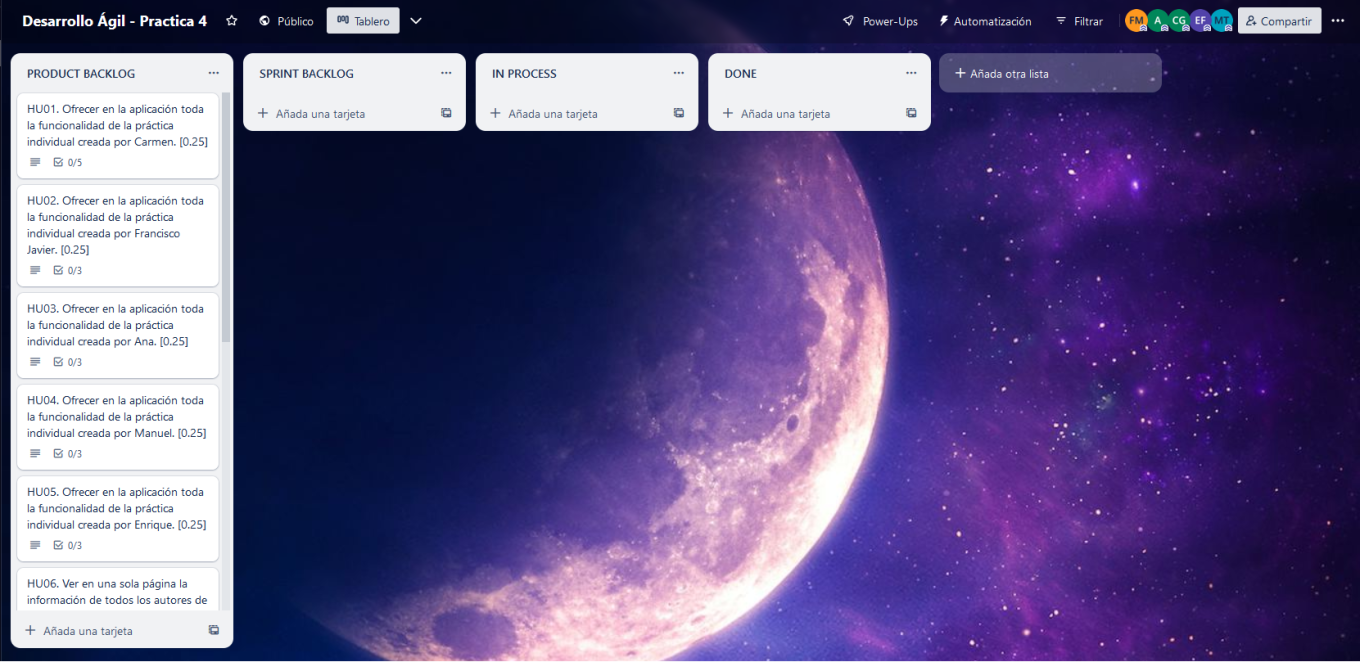 Desarrollo Ágil - Practica 4
Público
Tablero
Power-Ups
Automatización
Filtrar
FM
A
CG
EF
MT
Compartir
PRODUCT BACKLOG
HU01. Ofrecer en la aplicación toda
la funcionalidad de la práctica
individual creada por Carmen. [0.25]
0/5
HU02. Ofrecer en la aplicación toda
la funcionalidad de la práctica
individual creada por Francisco
Javier. [0.25]
0/3
HU03. Ofrecer en la aplicación toda
la funcionalidad de la práctica
individual creada por Ana. [0.25]
0/3
HU04. Ofrecer en la aplicación toda
la funcionalidad de la práctica
individual creada por Manuel. [0.25]
0/3
HU05. Ofrecer en la aplicación toda
la funcionalidad de la práctica
individual creada por Enrique. [0.25]
0/3
HU06. Ver en una sola página la
información de todos los autores de
Añada una tarjeta
SPRINT BACKLOG
Añada una tarjeta
IN PROCESS
Añada una tarjeta
DONE
Añada una tarjeta
Añada otra lista